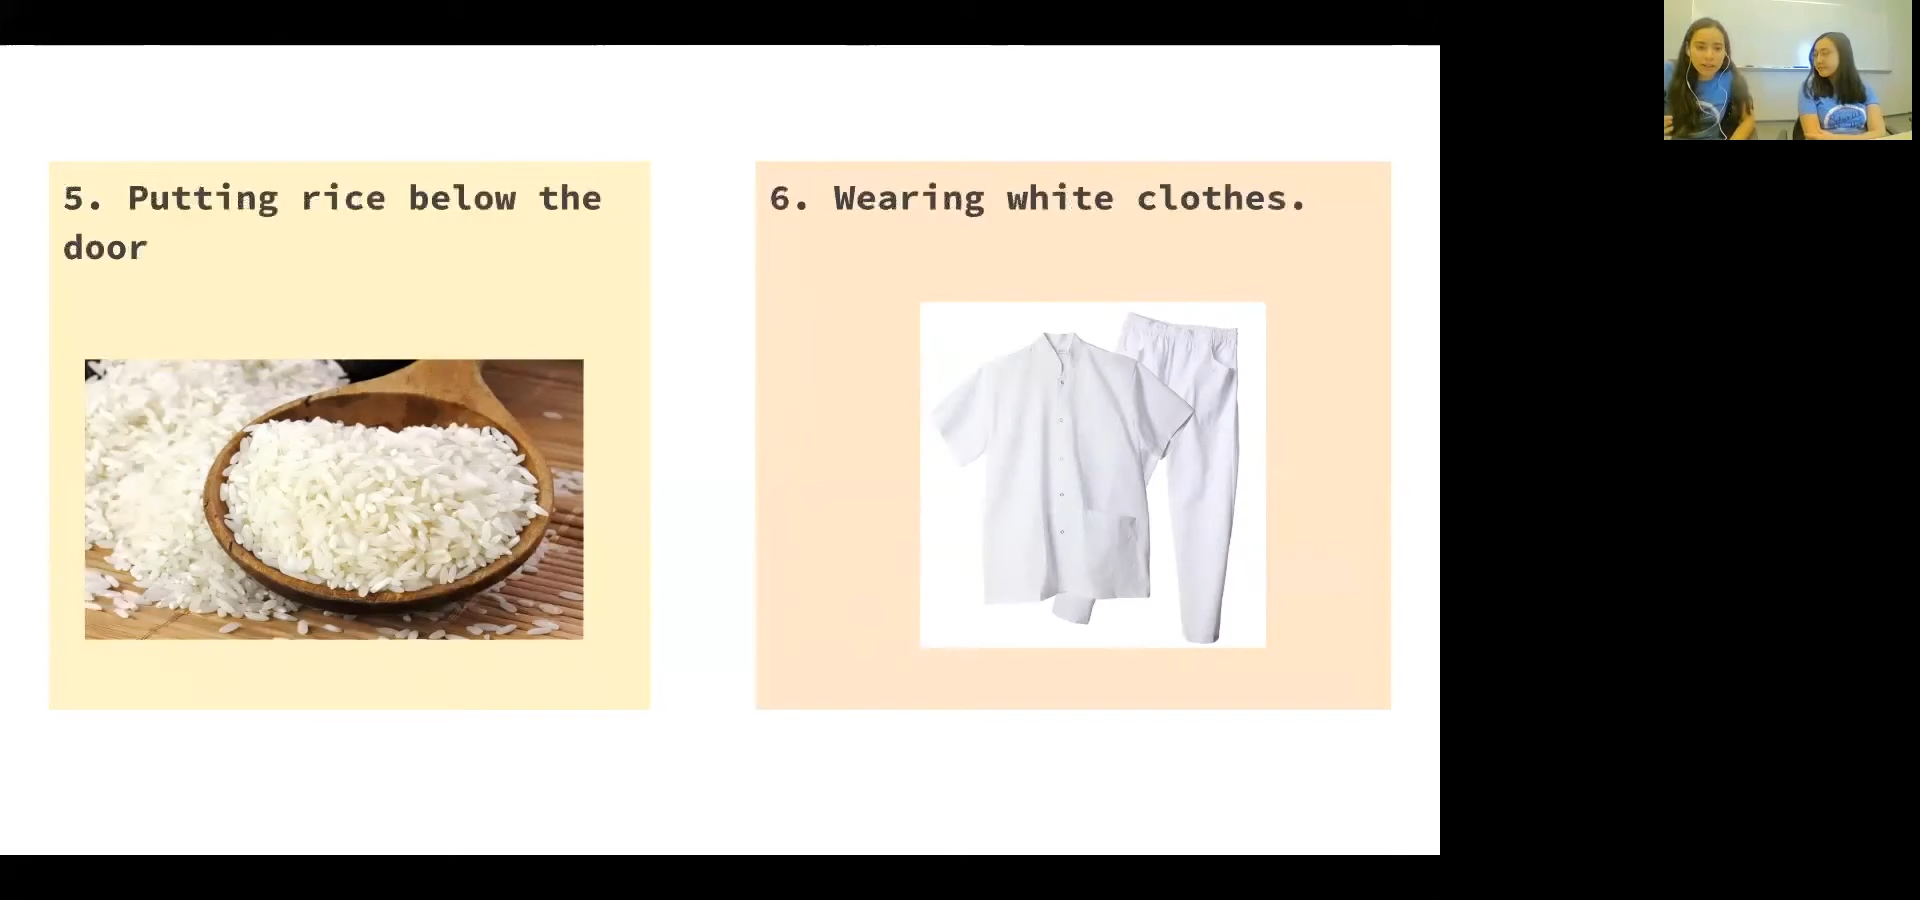 5. Putting rice below the
door
6. Wearing white clothes.